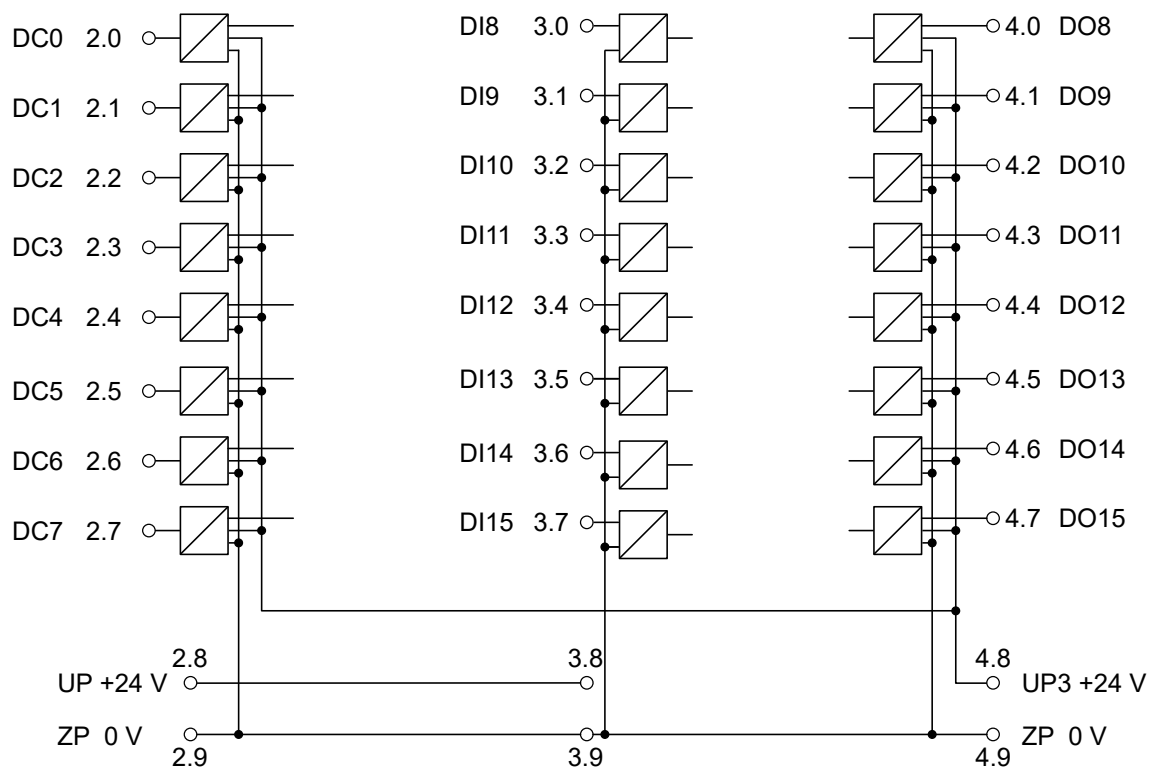 DC0 2.0 DI8 3.0 4.0 DO8
DC1 2.1 DI9 3.1 4.1 DO9
DC2 2.2 DI10 3.2 4.2 DO10
DC3 2.3 DI11 3.3 4.3 DO11
DC4 2.4 DI12 3.4 4.4 DO12
DC5 2.5 DI13 3.5 4.5 DO13
DC6 2.6 DI14 3.6 4.6 DO14
DC7 2.7 DI15 3.7 4.7 DO15
2.8 3.8 4.8
UP +24 V UP3 +24 V
ZP 0 V ZP 0 V
2.9 3.9 4.9